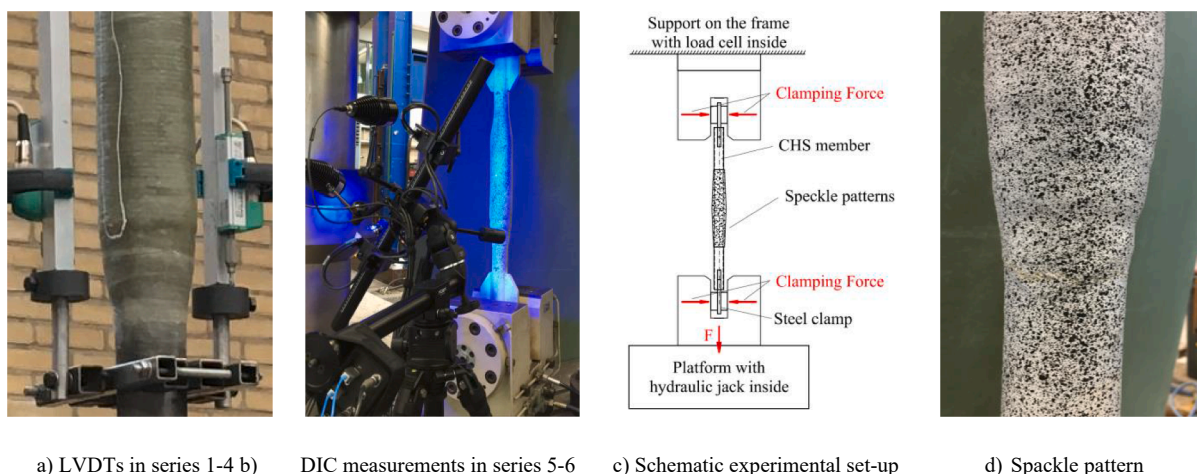 Support on the frame
with load cell inside
Clamping Force
CHS member
Speckle patterns
Clamping Force
Steel clamp
F
Platform with
hydraulic jack inside
a) LVDTs in series 1-4 b) DIC measurements in series 5-6 c) Schematic experimental set-up d) Spackle pattern